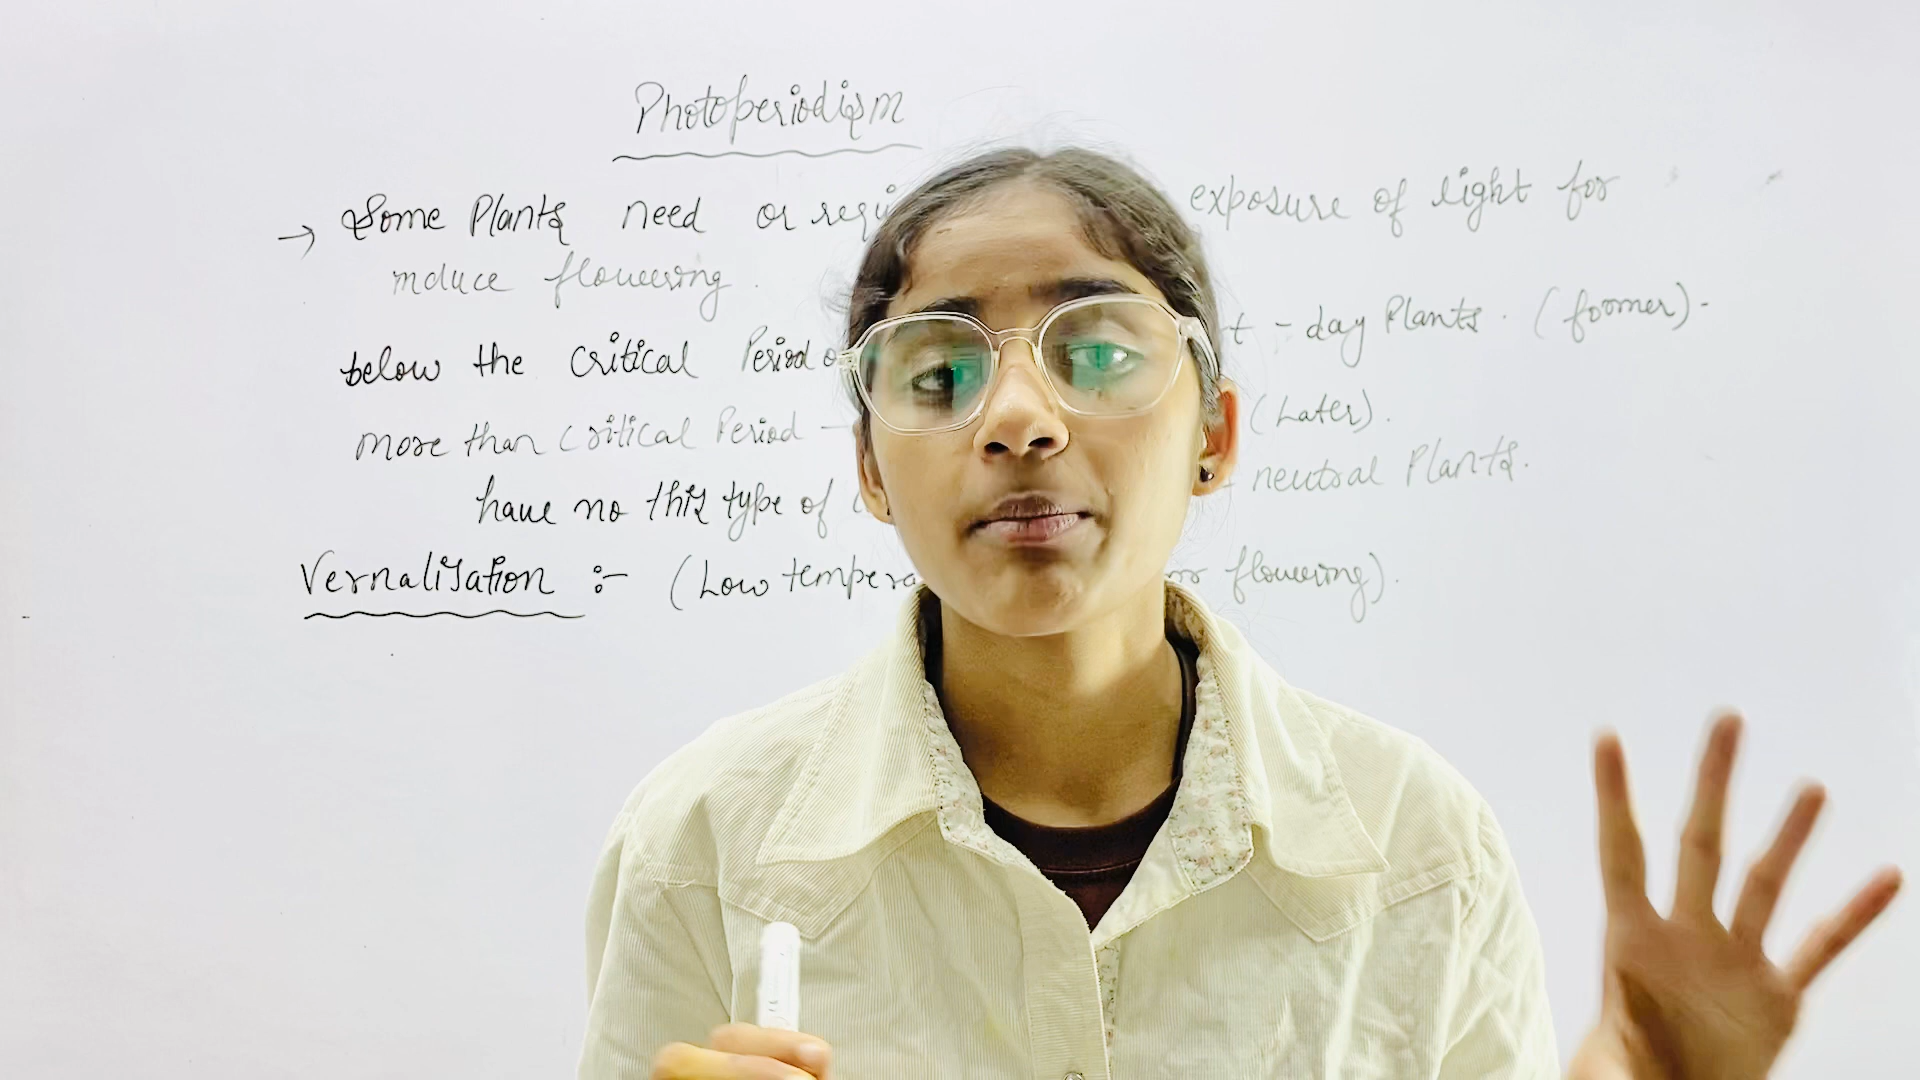 Photoperiodism
→ Some Plants need or requi exposure of light for
induce flowering.
below the critical Period o t - day Plants. (former).
more than critical Period - (Later).
have no this type of - neutral Plants.
Vernalisation :- (Low tempera or flowering).